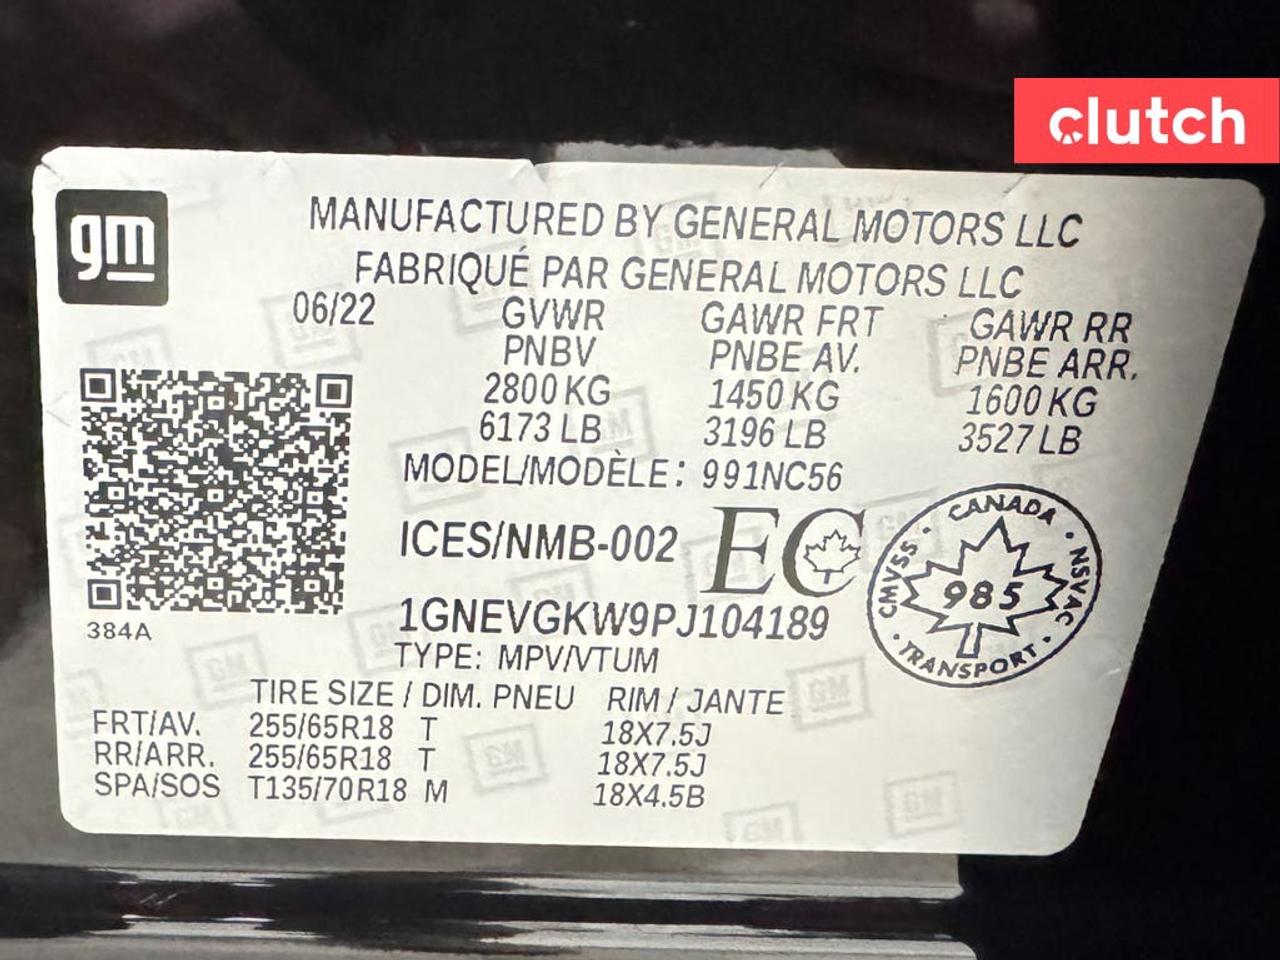 clutch
gm
MANUFACTURED BY GENERAL MOTORS LLC
FABRIQUÉ PAR GENERAL MOTORS LLC
06/22 GVWR GAWR FRT GAWR RR
PNBV PNBE AV. PNBE ARR.
2800 KG 1450 KG 1600 KG
6173 LB 3196 LB 3527 LB
MODEL/MODÈLE: 991NC56
ICES/NMB-002 EC
CANADA
CMVSS · 985 · NSVAC
TRANSPORT
384A
1GNEVGKW9PJ104189
TYPE: MPV/VTUM
TIRE SIZE / DIM. PNEU RIM / JANTE
FRT/AV. 255/65R18 T 18X7.5J
RR/ARR. 255/65R18 T 18X7.5J
SPA/SOS T135/70R18 M 18X4.5B